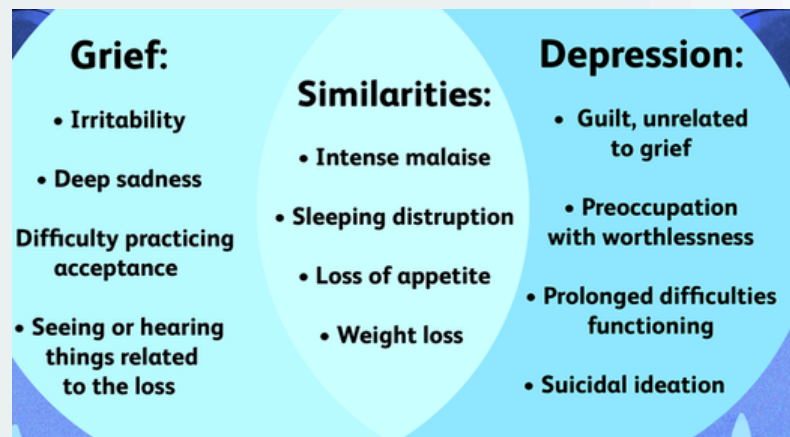 Grief:
• Irritability
• Deep sadness
Difficulty practicing
acceptance
• Seeing or hearing
things related
to the loss
Similarities:
• Intense malaise
• Sleeping distruption
• Loss of appetite
• Weight loss
Depression:
• Guilt, unrelated
to grief
• Preoccupation
with worthlessness
• Prolonged difficulties
functioning
• Suicidal ideation